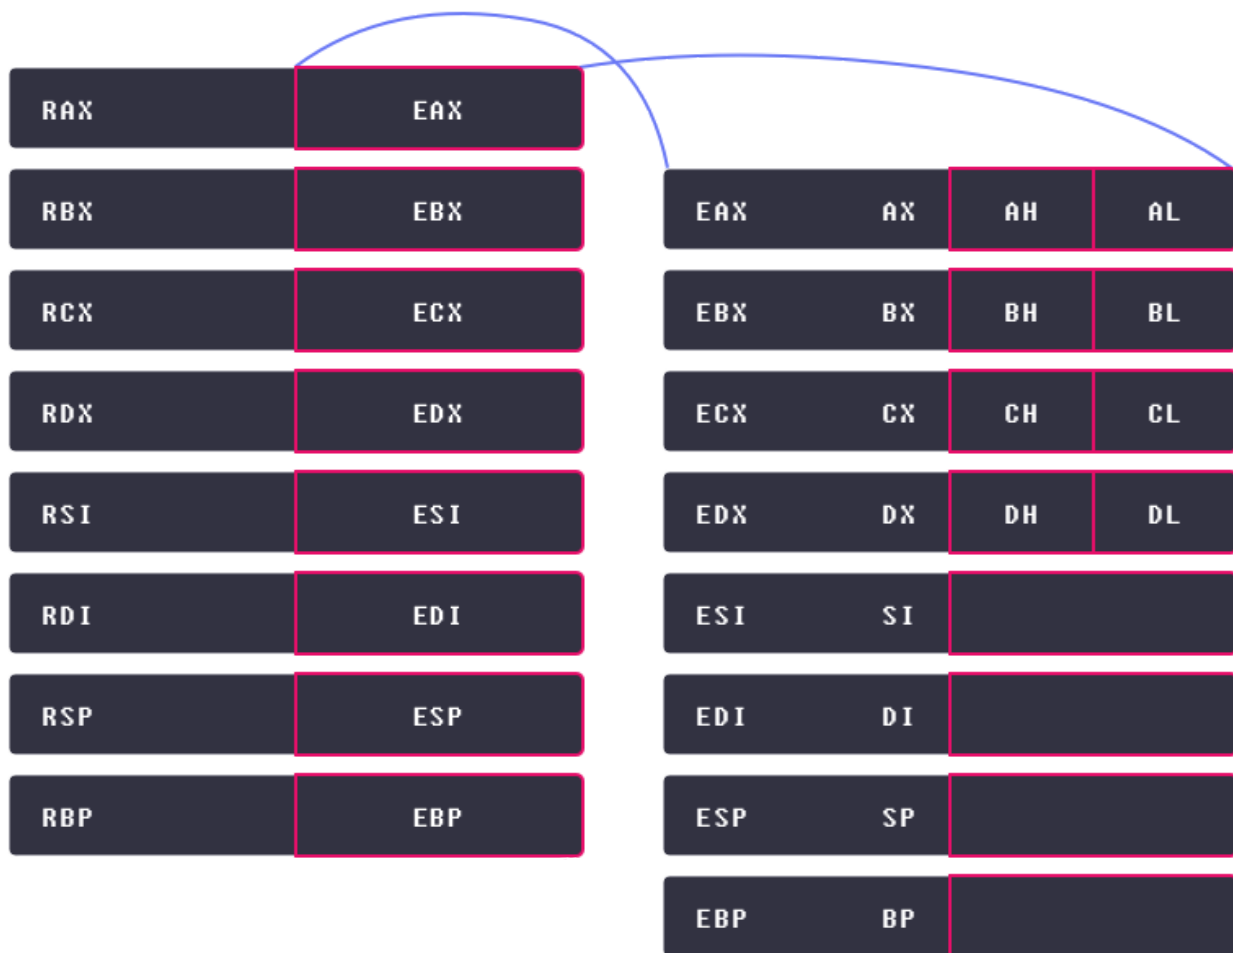 RAX EAX
RBX EBX
RCX ECX
RDX EDX
RSI ESI
RDI EDI
RSP ESP
RBP EBP
EAX AX AH AL
EBX BX BH BL
ECX CX CH CL
EDX DX DH DL
ESI SI
EDI DI
ESP SP
EBP BP